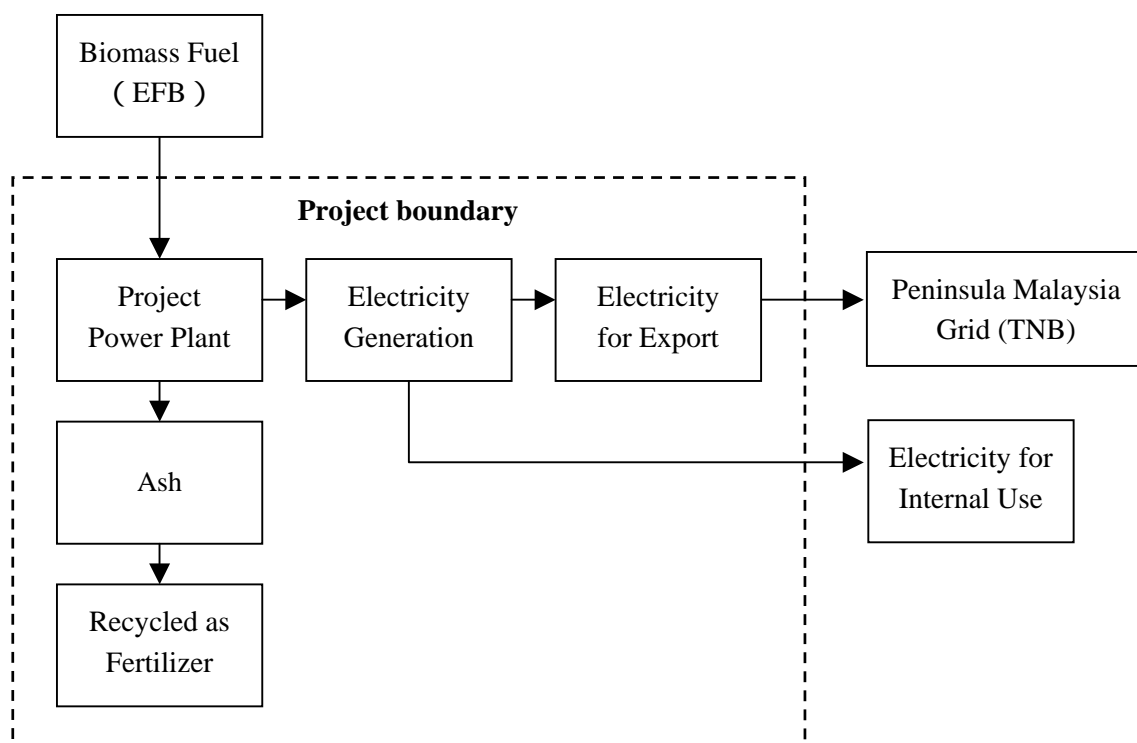 Biomass Fuel
( EFB )
Project boundary
Project
Power Plant
Electricity
Generation
Electricity
for Export
Peninsula Malaysia
Grid (TNB)
Ash
Electricity for
Internal Use
Recycled as
Fertilizer